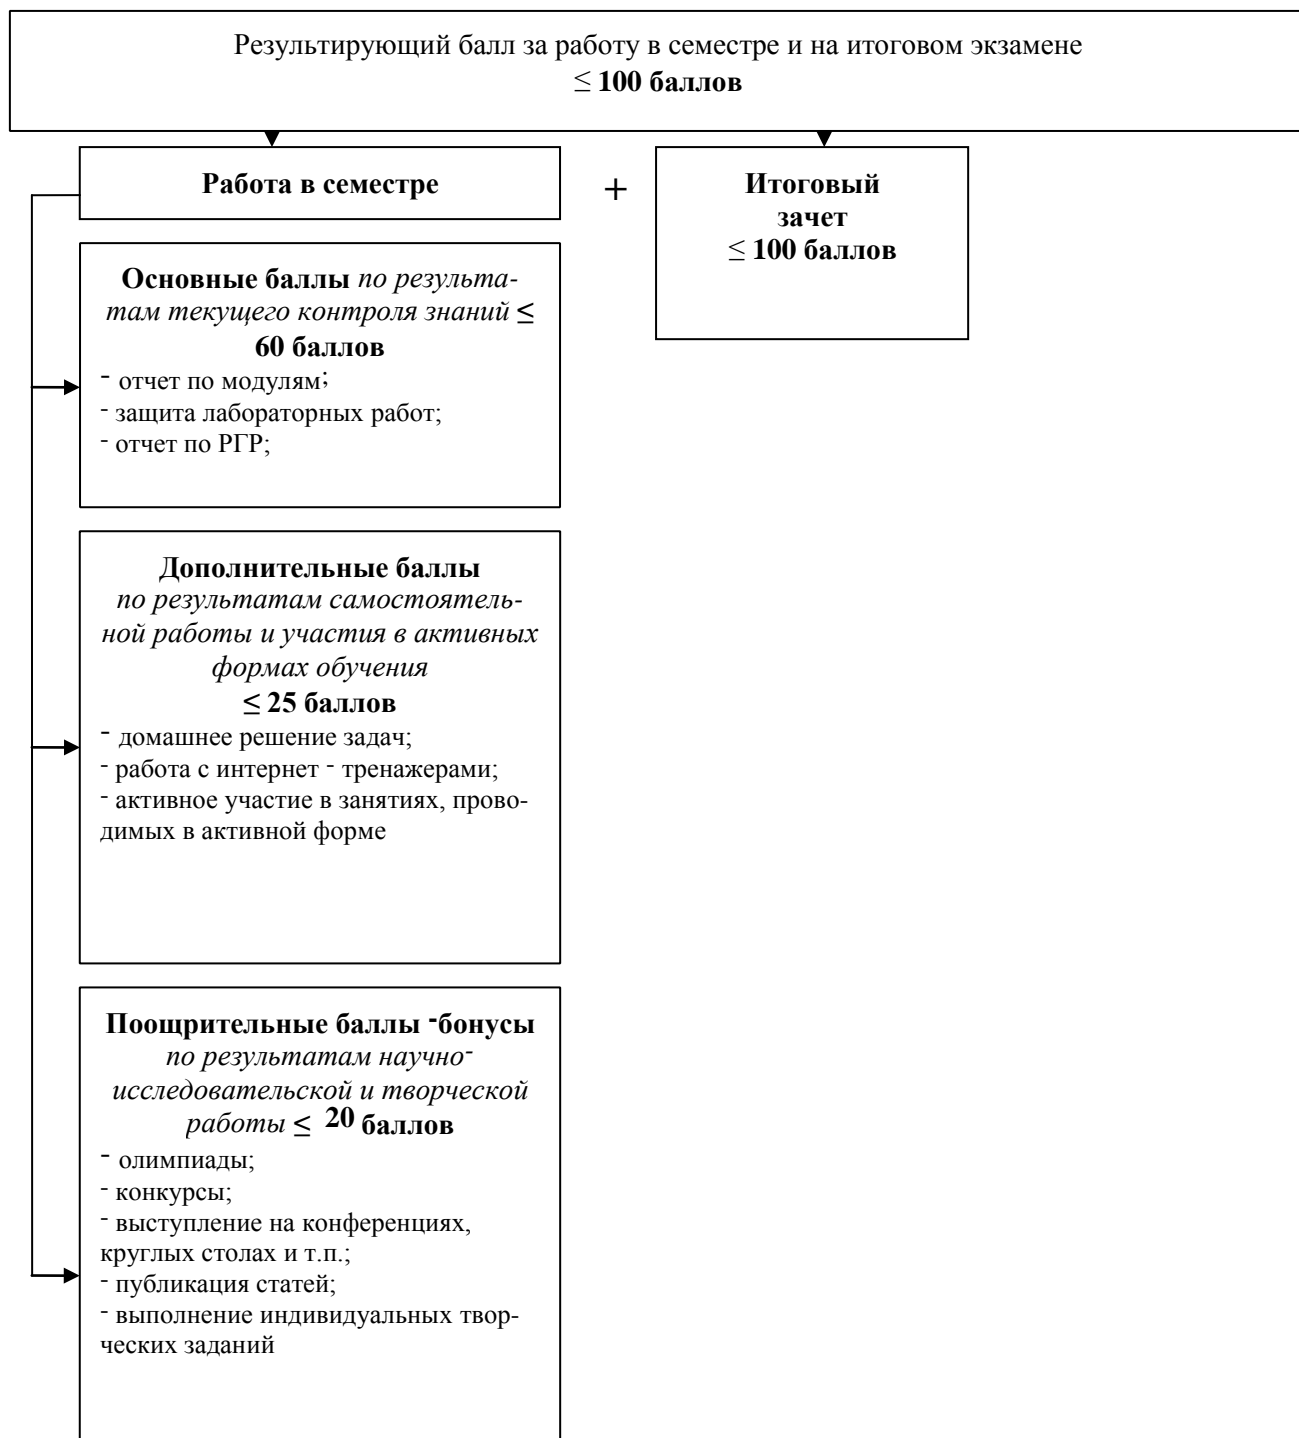 Результирующий балл за работу в семестре и на итоговом экзамене
≤ 100 баллов
Работа в семестре
+
Итоговый
зачет
≤ 100 баллов
Основные баллы по результа-
там текущего контроля знаний ≤
60 баллов
- отчет по модулям;
- защита лабораторных работ;
- отчет по РГР;
Дополнительные баллы
по результатам самостоятель-
ной работы и участия в активных
формах обучения
≤ 25 баллов
- домашнее решение задач;
- работа с интернет - тренажерами;
- активное участие в занятиях, прово-
димых в активной форме
Поощрительные баллы -бонусы
по результатам научно-
исследовательской и творческой
работы ≤ 20 баллов
- олимпиады;
- конкурсы;
- выступление на конференциях,
круглых столах и т.п.;
- публикация статей;
- выполнение индивидуальных твор-
ческих заданий